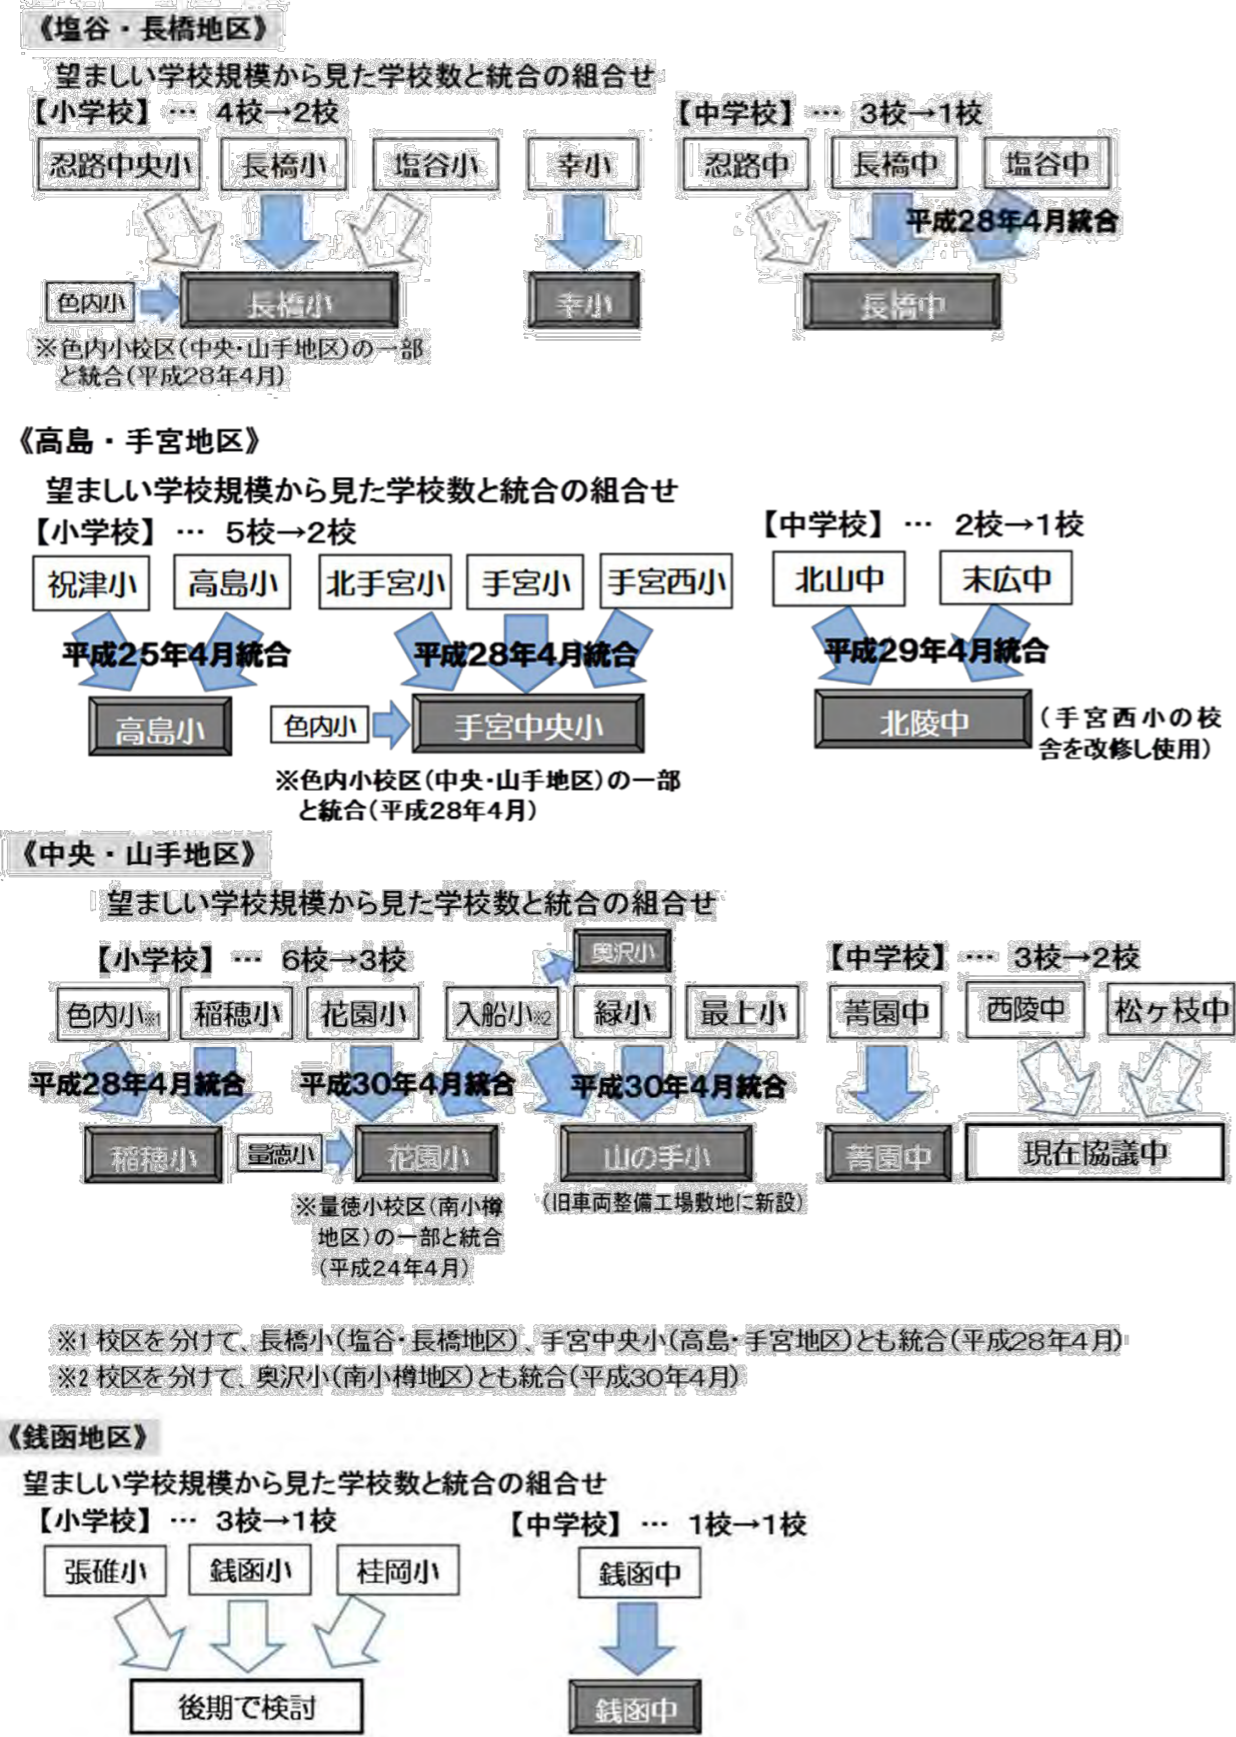 《塩谷・長橋地区》
望ましい学校規模から見た学校数と統合の組合せ
【小学校】 … 4校→2校
【中学校】 … 3校→1校
忍路中央小
長橋小
塩谷小
幸小
忍路中
長橋中
塩谷中
平成28年4月統合
色内小
長橋小
幸小
長橋中
※色内小校区(中央・山手地区)の一部
と統合(平成28年4月)
《高島・手宮地区》
望ましい学校規模から見た学校数と統合の組合せ
【小学校】 … 5校→2校
【中学校】 … 2校→1校
祝津小
高島小
北手宮小
手宮小
手宮西小
北山中
末広中
平成25年4月統合
平成28年4月統合
平成29年4月統合
高島小
色内小
手宮中央小
北陵中
(手宮西小の校
舎を改修し使用)
※色内小校区(中央・山手地区)の一部
と統合(平成28年4月)
《中央・山手地区》
望ましい学校規模から見た学校数と統合の組合せ
【小学校】 … 6校→3校
奥沢小
【中学校】 … 3校→2校
色内小※1
稲穂小
花園小
入船小※2
緑小
最上小
菁園中
西陵中
松ヶ枝中
平成28年4月統合
平成30年4月統合
平成30年4月統合
稲穂小
量徳小
花園小
山の手小
菁園中
現在協議中
(旧車両整備工場敷地に新設)
※量徳小校区(南小樽
地区)の一部と統合
(平成24年4月)
※1 校区を分けて、長橋小(塩谷・長橋地区)、手宮中央小(高島・手宮地区)とも統合(平成28年4月)
※2 校区を分けて、奥沢小(南小樽地区)とも統合(平成30年4月)
《銭函地区》
望ましい学校規模から見た学校数と統合の組合せ
【小学校】 … 3校→1校
【中学校】 … 1校→1校
張碓小
銭函小
桂岡小
銭函中
後期で検討
銭函中